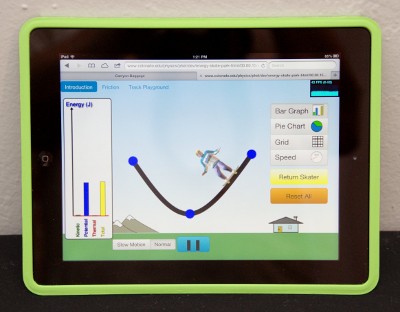 iPad
1:21 PM
Introduction
Friction
Track Playground
Energy (J)
Bar Graph
Pie Chart
Grid
Speed
Return Skater
Reset All
Kinetic
Potential
Thermal
Total
Slow Motion
Normal